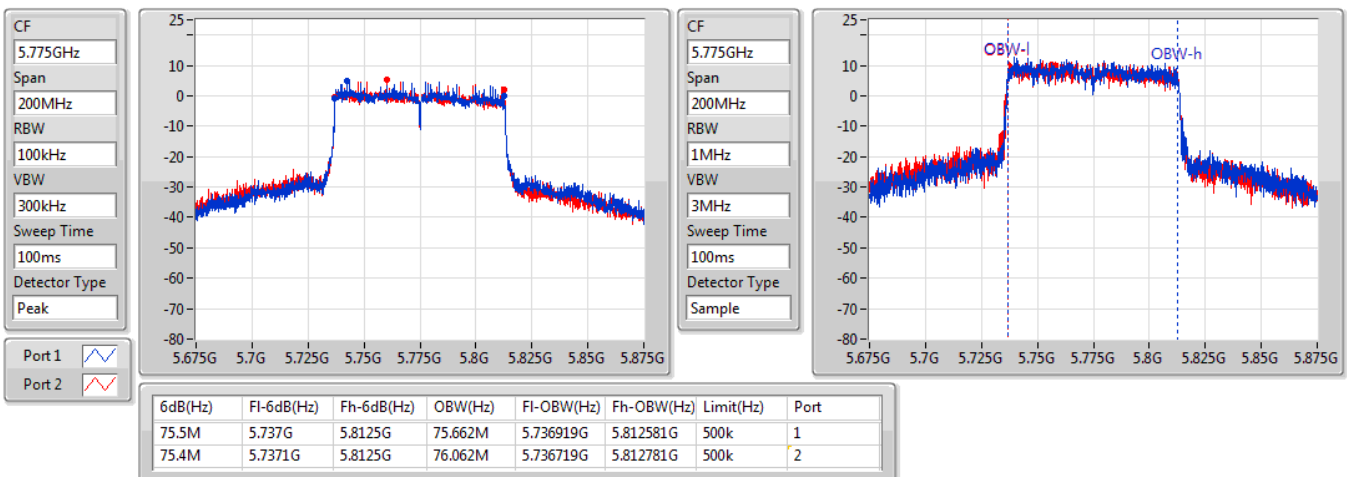 CF
5.775GHz
Span
200MHz
RBW
100kHz
VBW
300kHz
Sweep Time
100ms
Detector Type
Peak
Port 1
Port 2
25
10
0
-10
-20
-30
-40
-50
-60
-70
-80
5.675G 5.7G 5.725G 5.75G 5.775G 5.8G 5.825G 5.85G 5.875G
CF
5.775GHz
Span
200MHz
RBW
1MHz
VBW
3MHz
Sweep Time
100ms
Detector Type
Sample
OBW-l OBW-h
25
10
0
-10
-20
-30
-40
-50
-60
-70
-80
5.675G 5.7G 5.725G 5.75G 5.775G 5.8G 5.825G 5.85G 5.875G
6dB(Hz) Fl-6dB(Hz) Fh-6dB(Hz) OBW(Hz) Fl-OBW(Hz) Fh-OBW(Hz) Limit(Hz) Port
75.5M 5.737G 5.8125G 75.662M 5.736919G 5.812581G 500k 1
75.4M 5.7371G 5.8125G 76.062M 5.736719G 5.812781G 500k 2